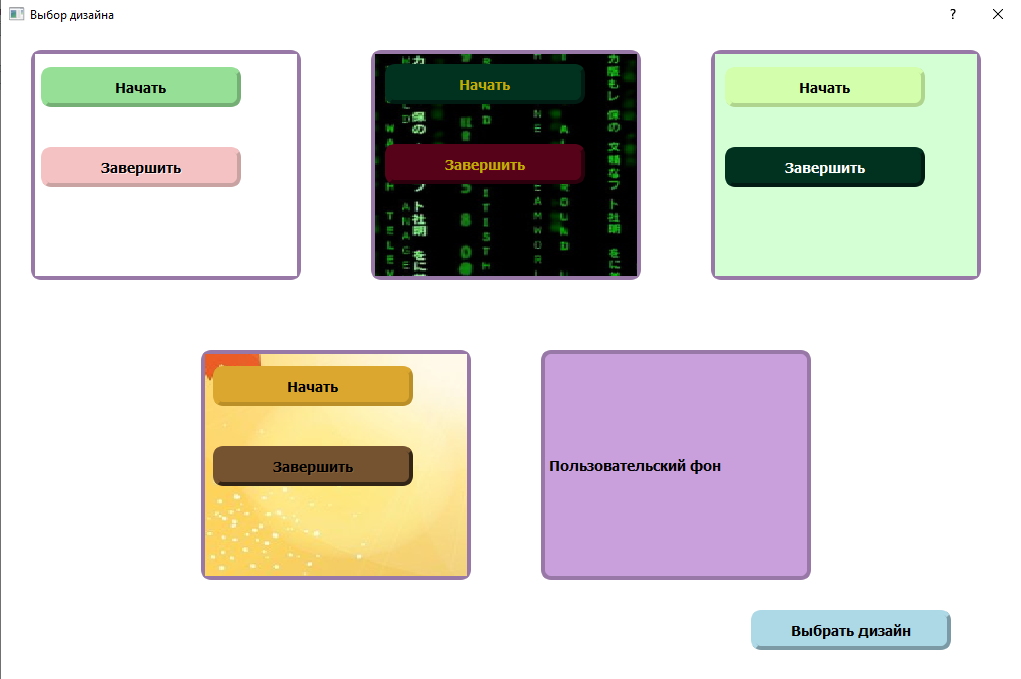 Выбор дизайна
?
Начать
Начать
Начать
Завершить
Завершить
Завершить
Начать
Завершить
Пользовательский фон
Выбрать дизайн